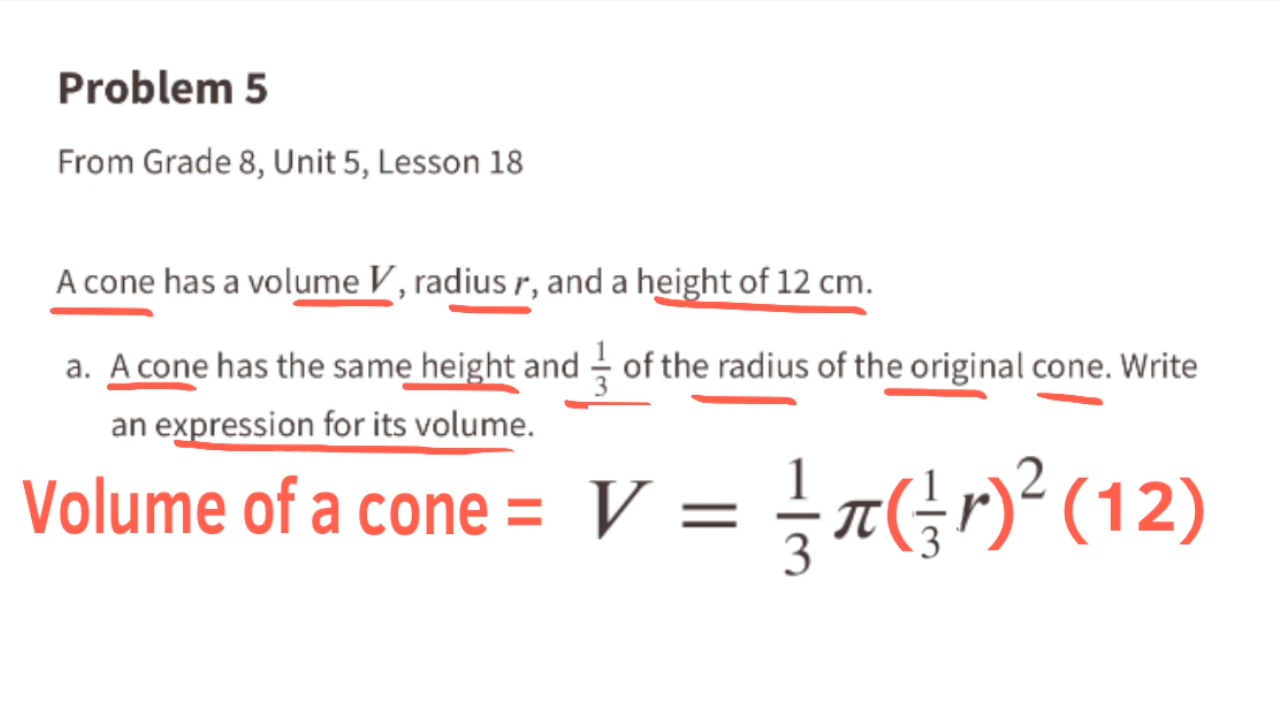 Problem 5
From Grade 8, Unit 5, Lesson 18
A cone has a volume V, radius r, and a height of 12 cm.
a. A cone has the same height and 1/3 of the radius of the original cone. Write
an expression for its volume.
Volume of a cone = V = 1/3 π(1/3 r)² (12)